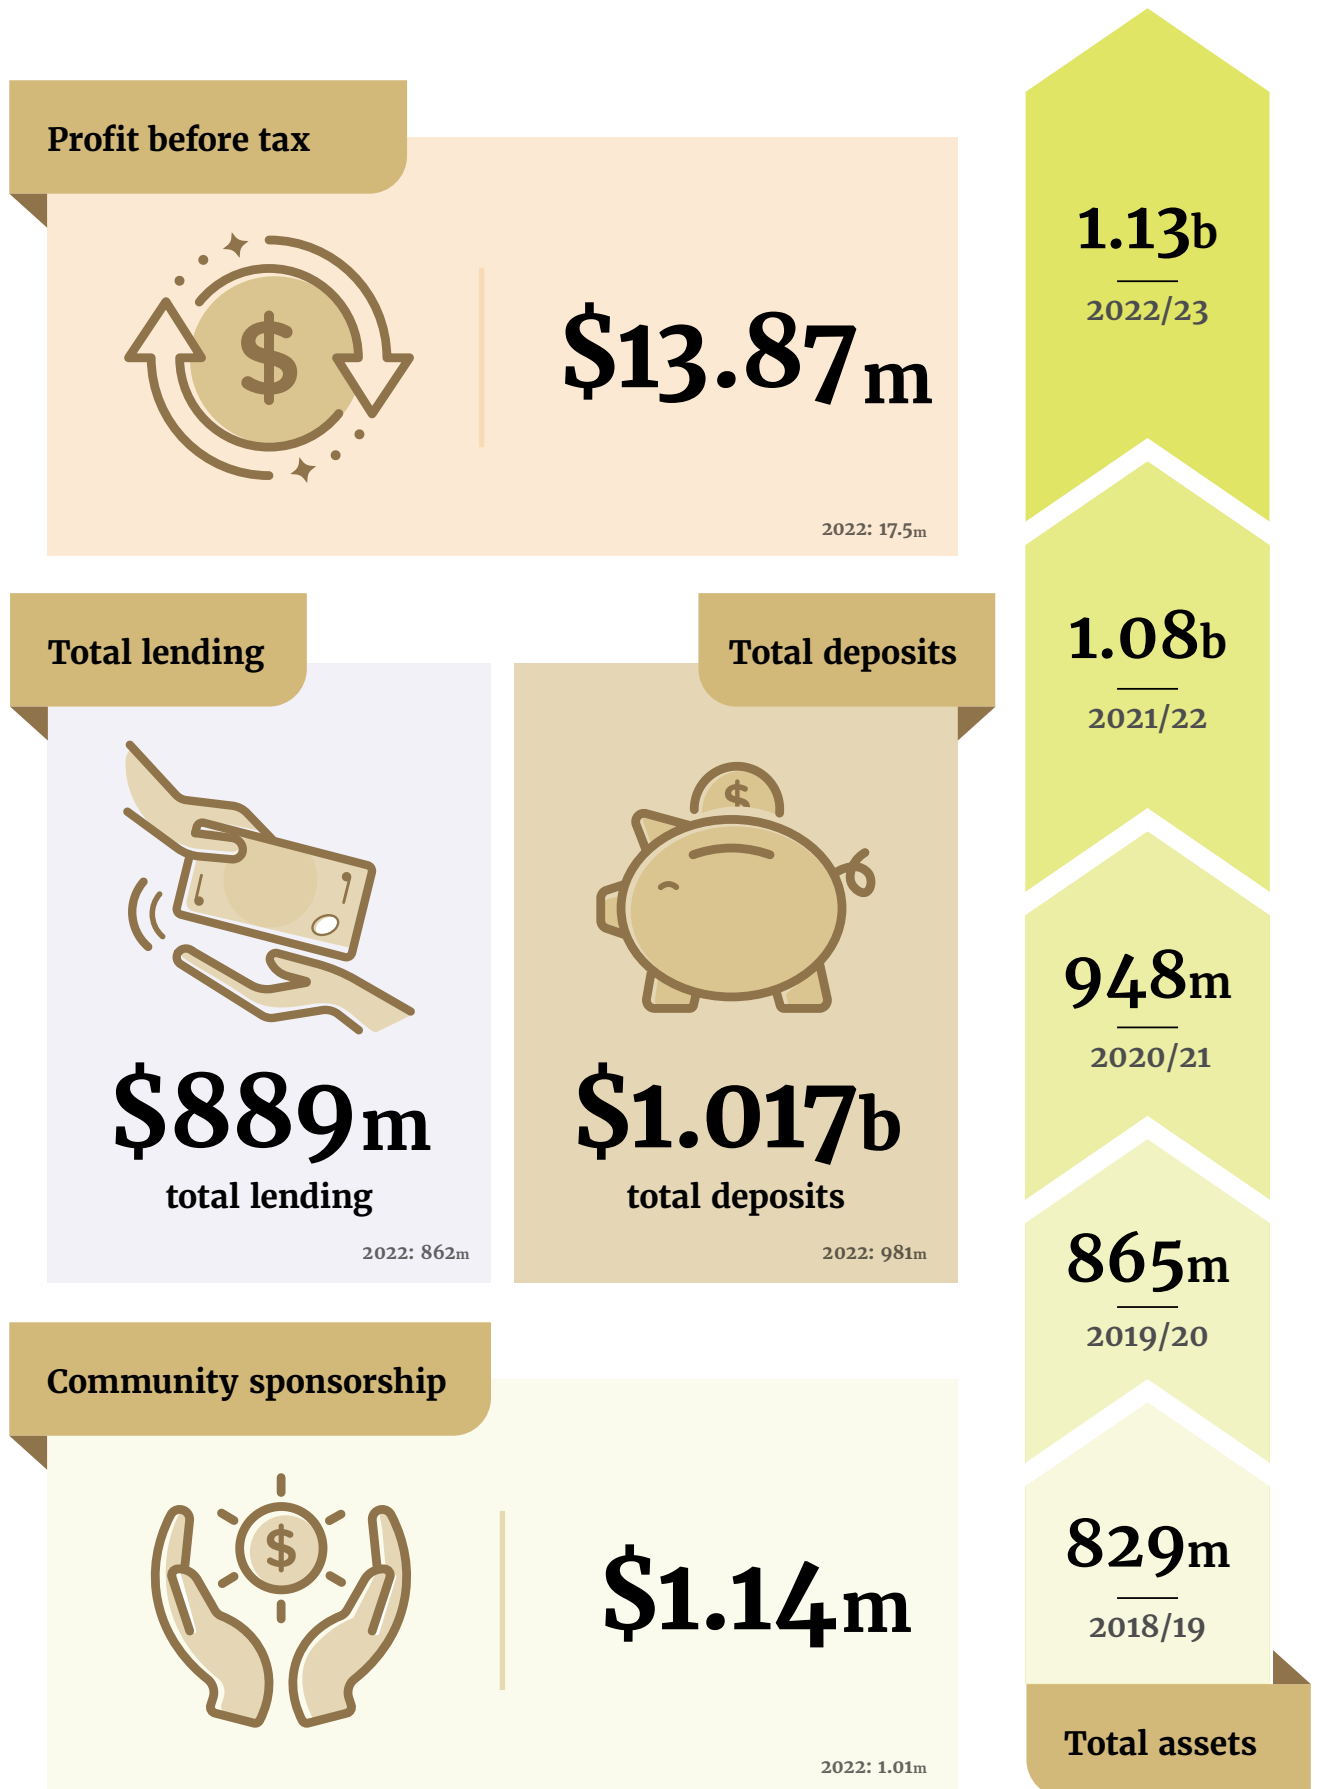 Profit before tax
$
$13.87m
2022: 17.5m
Total lending
$889m
total lending
2022: 862m
Total deposits
$
$1.017b
total deposits
2022: 981m
Community sponsorship
$
$1.14m
2022: 1.01m
1.13b
2022/23
1.08b
2021/22
948m
2020/21
865m
2019/20
829m
2018/19
Total assets